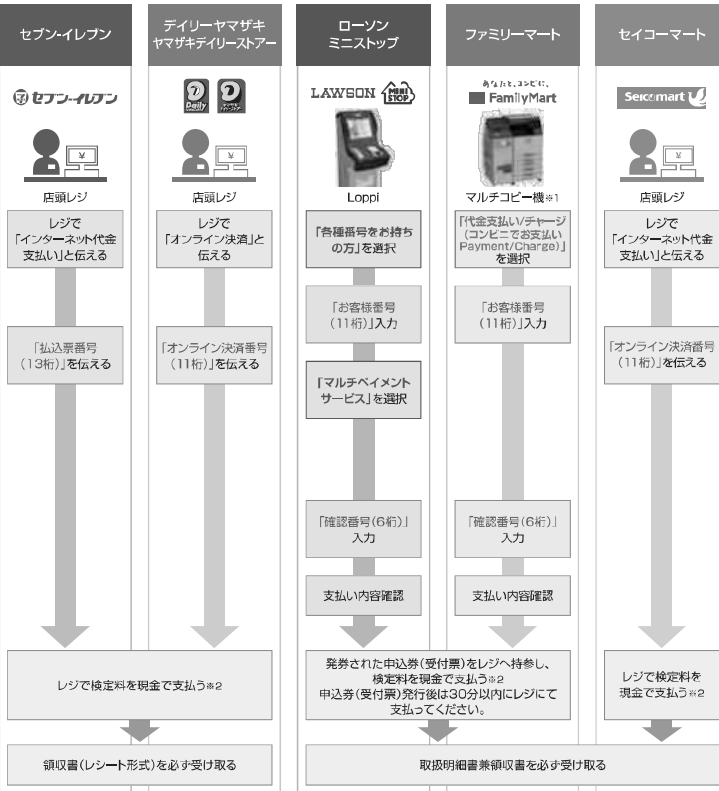 セブン-イレブン
セブン-イレブン
店頭レジ
レジで
「インターネット代金
支払い」と伝える
「払込票番号
(13桁)」を伝える
デイリーヤマザキ
ヤマザキデイリーストアー
Daily
店頭レジ
レジで
「オンライン決済」と
伝える
「オンライン決済番号
(11桁)」を伝える
レジで検定料を現金で支払う※2
領収書(レシート形式)を必ず受け取る
ローソン
ミニストップ
LAWSON
MINI
STOP
Loppi
「各種番号をお持ち
の方」を選択
「お客様番号
(11桁)」入力
「マルチペイメント
サービス」を選択
「確認番号(6桁)」
入力
支払い内容確認
ファミリーマート
あなたと、コンビに、
FamilyMart
マルチコピー機※1
「代金支払い/チャージ
(コンビニでお支払い
Payment/Charge)」
を選択
「お客様番号
(11桁)」入力
「確認番号(6桁)」
入力
支払い内容確認
発券された申込券(受付票)をレジへ持参し、
検定料を現金で支払う※2
申込券(受付票)発行後は30分以内にレジにて
支払ってください。
セイコーマート
Seicomart
店頭レジ
レジで
「インターネット代金
支払い」と伝える
「オンライン決済番号
(11桁)」を伝える
レジで検定料を
現金で支払う※2
取扱明細書兼領収書を必ず受け取る